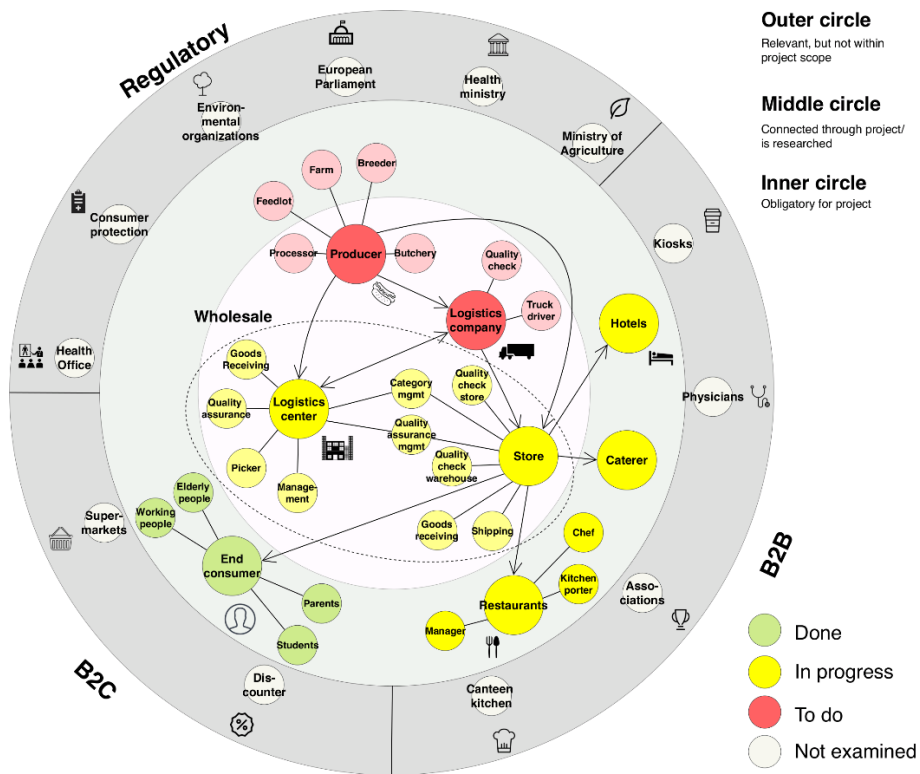 Outer circle
Relevant, but not within
project scope
Middle circle
Connected through project/
is researched
Inner circle
Obligatory for project
Regulatory
European
Parliament
Health
ministry
Environ-
mental
organizations
Ministry of
Agriculture
Consumer
protection
Health
Office
Kiosks
Physicians
Farm
Breeder
Feedlot
Processor
Producer
Butchery
Quality
check
Logistics
company
Truck
driver
Hotels
Wholesale
Goods
Receiving
Quality
assurance
Logistics
center
Category
mgmt
Quality
check
store
Quality
assurance
mgmt
Store
Caterer
Picker
Manage-
ment
Quality
check
warehouse
Goods
receiving
Shipping
Elderly
people
Working
people
End
consumer
Parents
Students
Chef
Kitchen
porter
Restaurants
Manager
Super-
markets
Dis-
counter
Canteen
kitchen
Asso-
ciations
B2C
B2B
Done
In progress
To do
Not examined